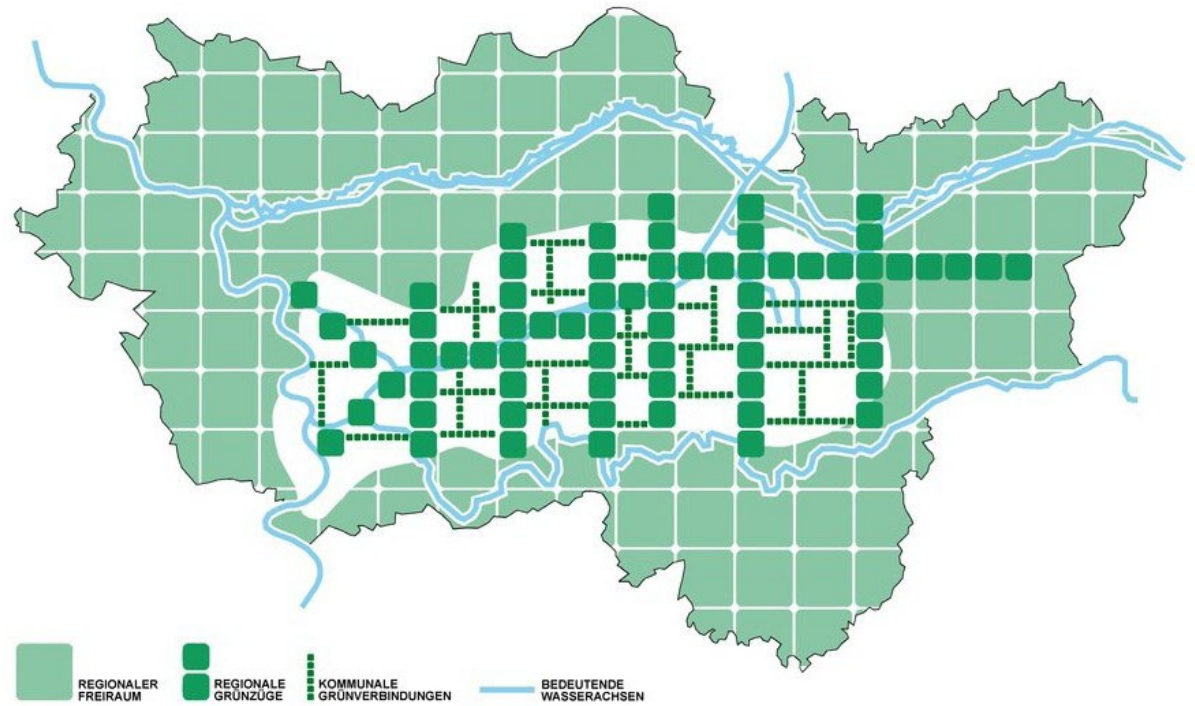 REGIONALER
FREIRAUM
REGIONALE
GRÜNZÜGE
KOMMUNALE
GRÜNVERBINDUNGEN
BEDEUTENDE
WASSERACHSEN